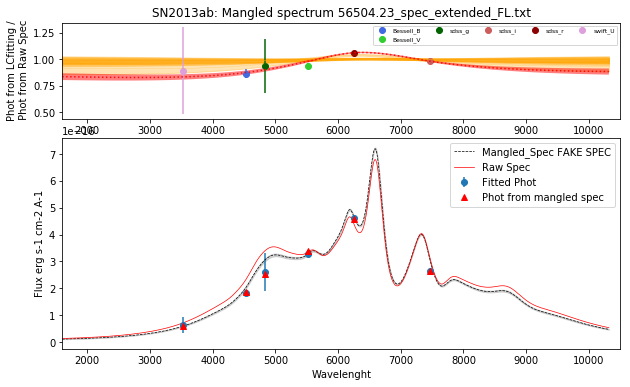 SN2013ab: Mangled spectrum 56504.23_spec_extended_FL.txt
Phot from LCfitting /
Phot from Raw Spec
1.25
1.00
0.75
0.50
Bessell_B
Bessell_V
sdss_g
sdss_i
sdss_r
swift_U
2000 3000 4000 5000 6000 7000 8000 9000 10000
1e−16
Flux erg s-1 cm-2 A-1
7
6
5
4
3
2
1
0
Mangled_Spec FAKE SPEC
Raw Spec
Fitted Phot
Phot from mangled spec
2000 3000 4000 5000 6000 7000 8000 9000 10000
Wavelenght